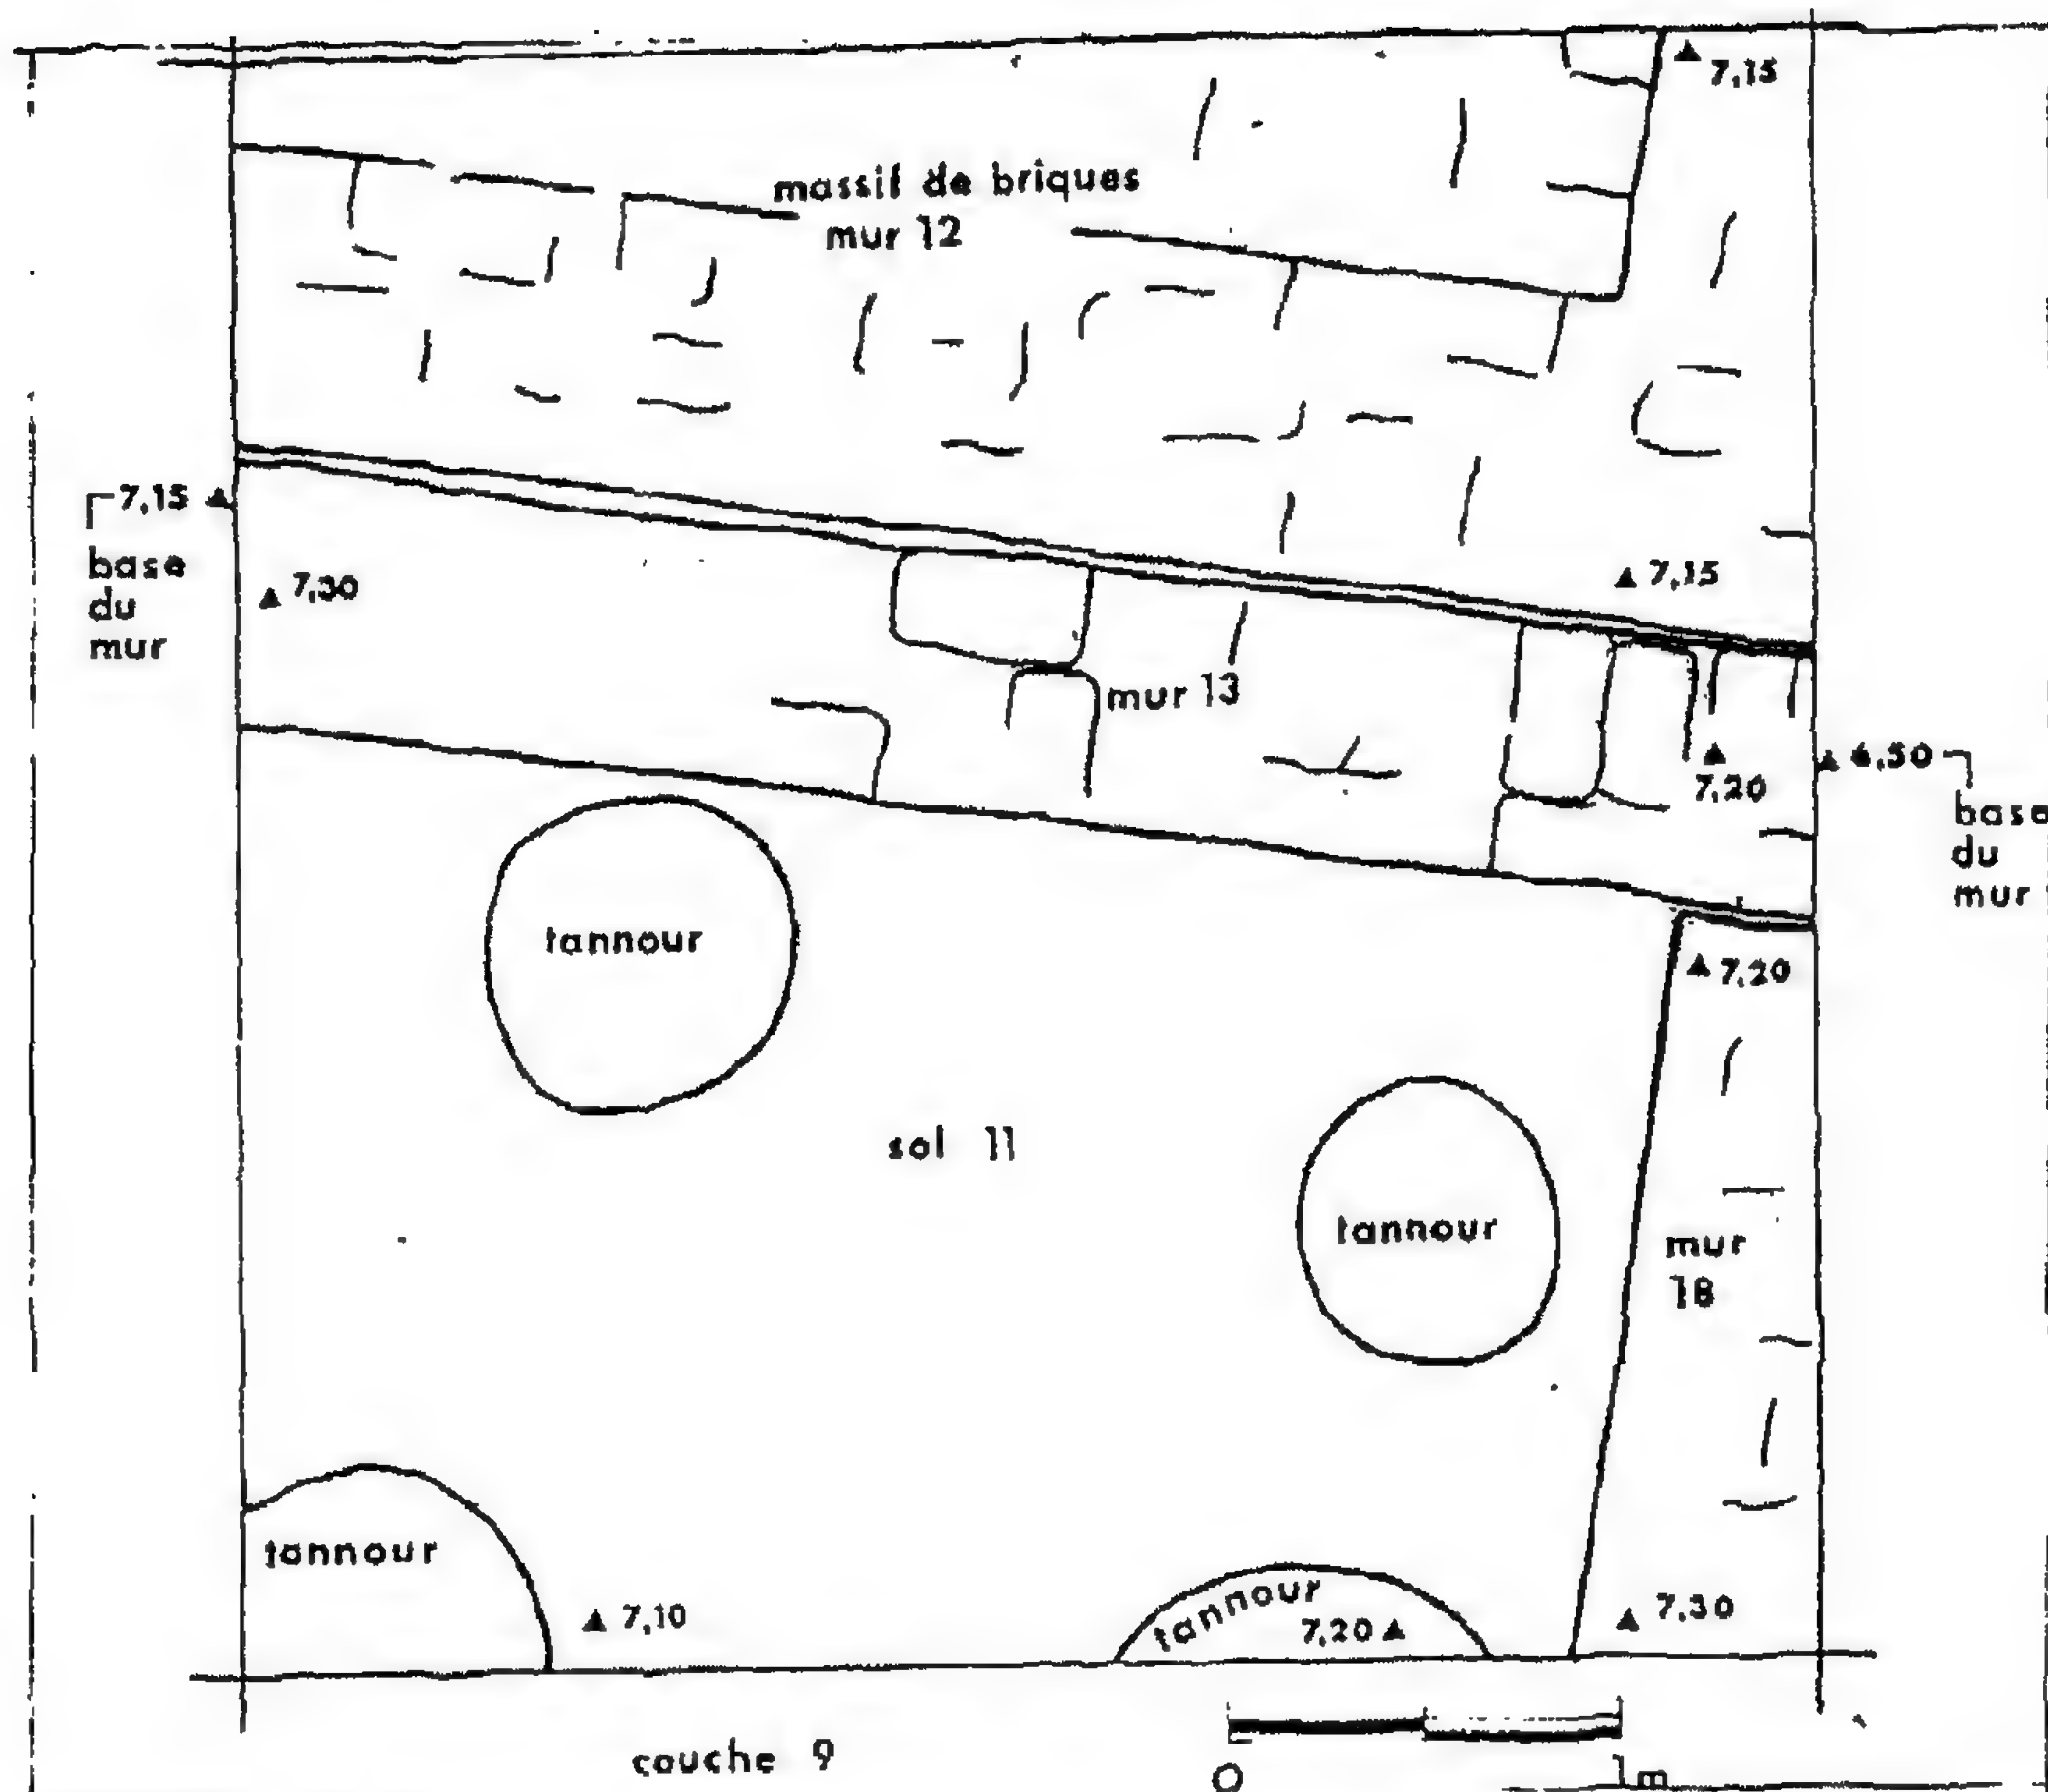 7,15
massif de briques
mur 12
7,15
base
du
mur
7,30
7,15
mur 13
7,20
6,50
base
du
mur
tannour
7,20
sol 11
tannour
mur
18
tannour
7,10
tannour
7,20
7,30
couche 9
0
1m